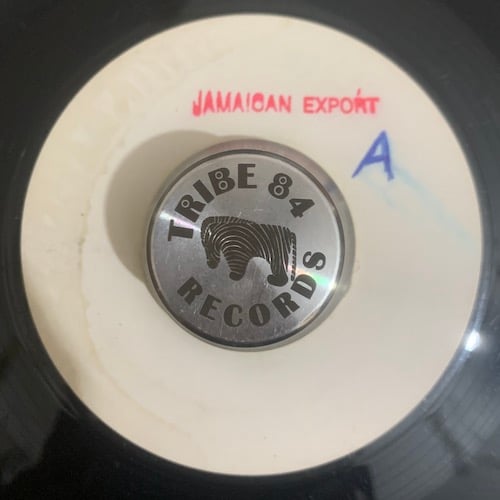 JAMAICAN EXPORT
A
TRIBE 84
RECORDS